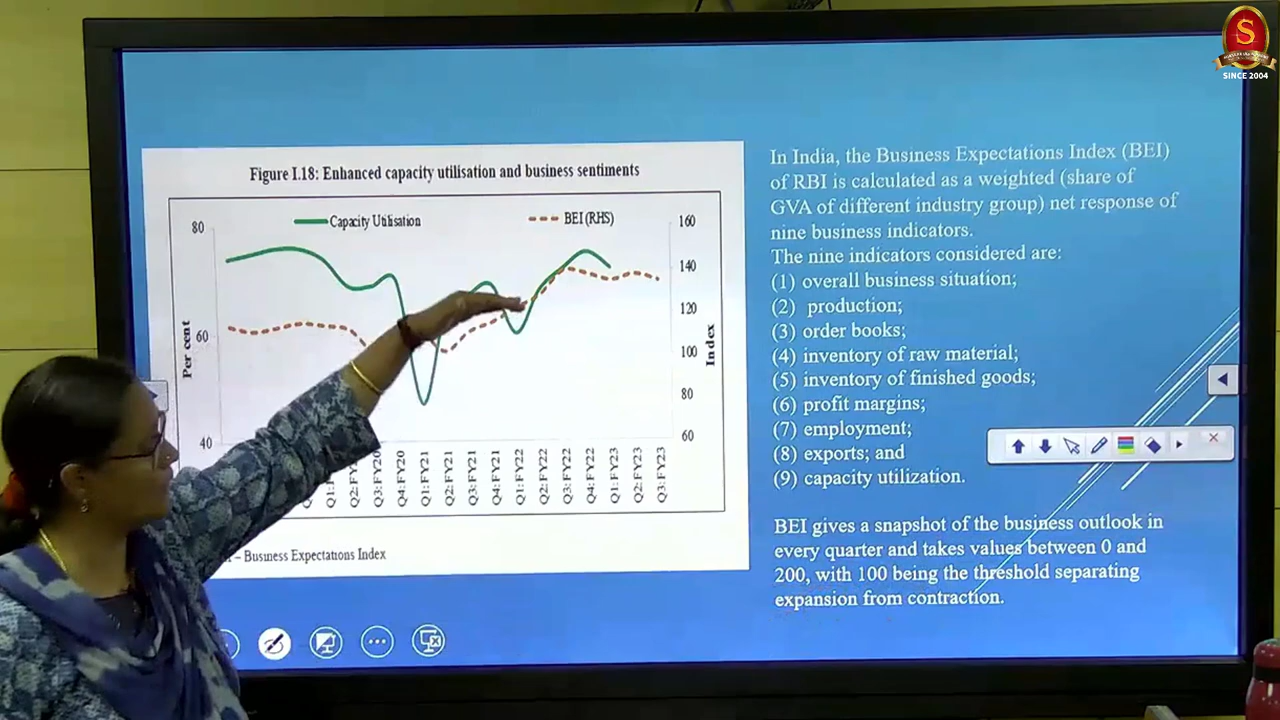 S
SINCE 2004
Figure I.18: Enhanced capacity utilisation and business sentiments
Capacity Utilisation
BEI (RHS)
80
60
40
Per cent
160
140
120
100
80
60
Index
Q4:FY20
Q1:FY21
Q2:FY21
Q3:FY21
Q4:FY21
Q1:FY22
Q2:FY22
Q3:FY22
Q4:FY22
Q1:FY23
Q2:FY23
Q3:FY23
– Business Expectations Index
In India, the Business Expectations Index (BEI)
of RBI is calculated as a weighted (share of
GVA of different industry group) net response of
nine business indicators.
The nine indicators considered are:
(1) overall business situation;
(2) production;
(3) order books;
(4) inventory of raw material;
(5) inventory of finished goods;
(6) profit margins;
(7) employment;
(8) exports; and
(9) capacity utilization.
BEI gives a snapshot of the business outlook in
every quarter and takes values between 0 and
200, with 100 being the threshold separating
expansion from contraction.